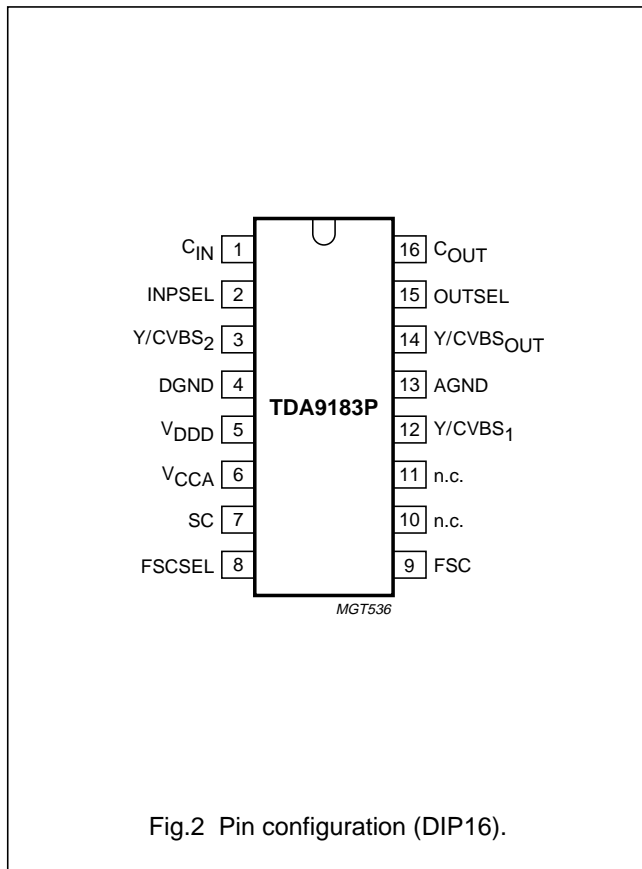 C_IN 1 16 C_OUT
INPSEL 2 15 OUTSEL
Y/CVBS_2 3 14 Y/CVBS_OUT
DGND 4 13 AGND
TDA9183P
V_DDD 5 12 Y/CVBS_1
V_CCA 6 11 n.c.
SC 7 10 n.c.
FSCSEL 8 9 FSC
MGT536
Fig.2 Pin configuration (DIP16).